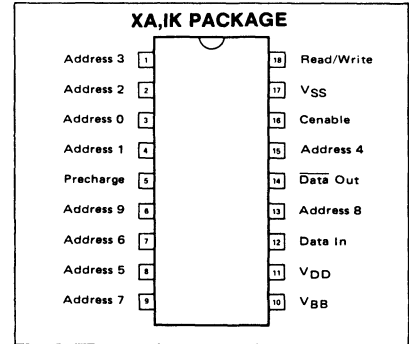 XA,IK PACKAGE
Address 3 1 18 Read/Write
Address 2 2 17 VSS
Address 0 3 16 Cenable
Address 1 4 15 Address 4
Precharge 5 14 Data Out
Address 9 6 13 Address 8
Address 6 7 12 Data In
Address 5 8 11 VDD
Address 7 9 10 VBB